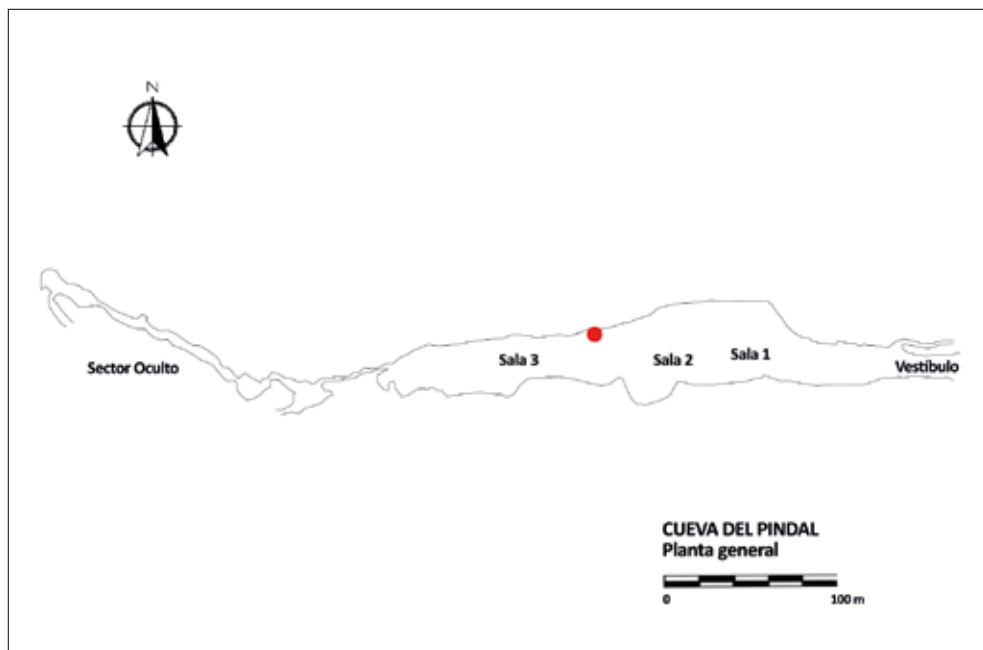 N
Sala 1
Sala 2
Sala 3
Sector Oculto
Vestíbulo
CUEVA DEL PINDAL
Planta general
0 100 m